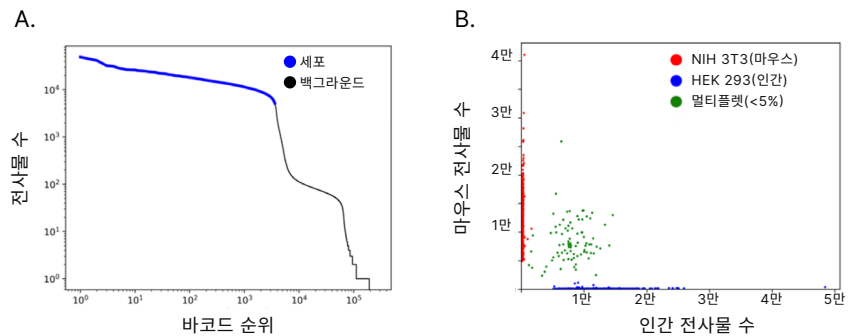 A.
세포
백그라운드
전사물 수
10⁴
10³
10²
10¹
10⁰
10⁰
10¹
10²
10³
10⁴
10⁵
바코드 순위
B.
NIH 3T3(마우스)
HEK 293(인간)
멀티플렛(<5%)
마우스 전사물 수
4만
3만
2만
1만
1만
2만
3만
4만
5만
인간 전사물 수